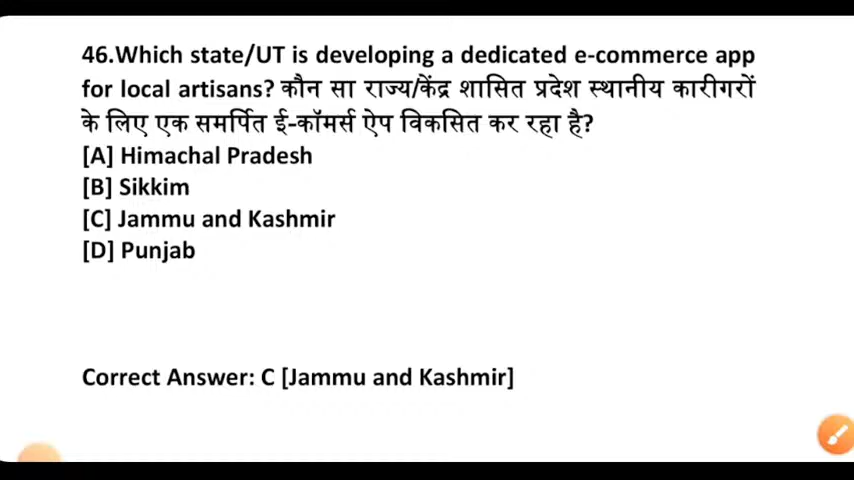 46.Which state/UT is developing a dedicated e-commerce app
for local artisans? कौन सा राज्य/केंद्र शासित प्रदेश स्थानीय कारीगरों
के लिए एक समर्पित ई-कॉमर्स ऐप विकसित कर रहा है?
[A] Himachal Pradesh
[B] Sikkim
[C] Jammu and Kashmir
[D] Punjab
Correct Answer: C [Jammu and Kashmir]